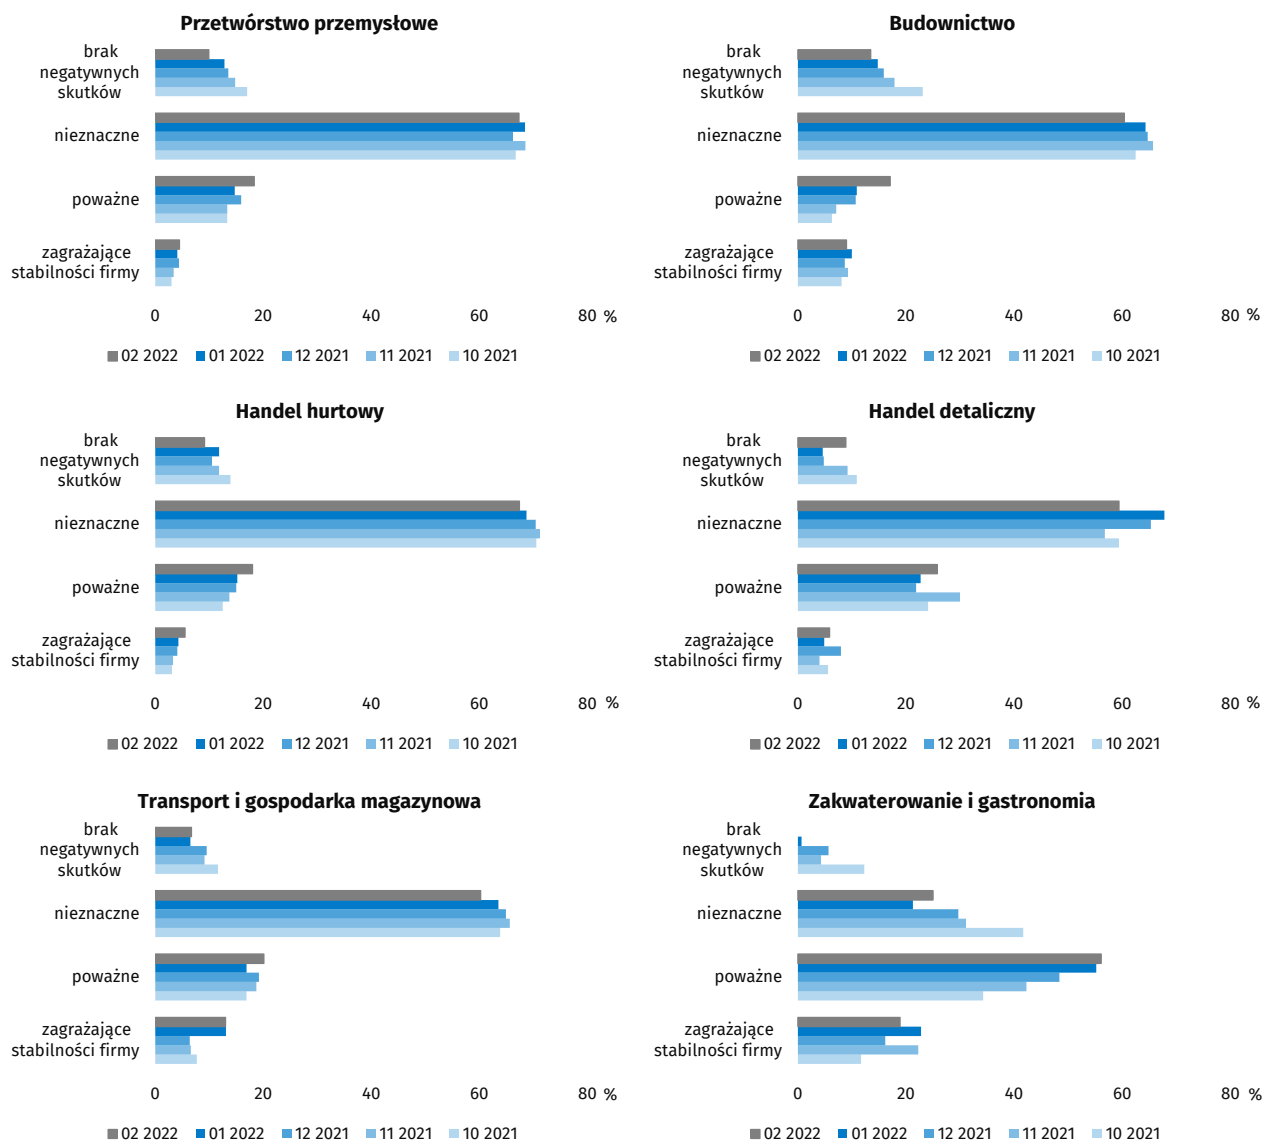 Przetwórstwo przemysłowe
brak
negatywnych
skutków
nieznaczne
poważne
zagrażające
stabilności firmy
0 20 40 60 80 %
02 2022 01 2022 12 2021 11 2021 10 2021
Budownictwo
brak
negatywnych
skutków
nieznaczne
poważne
zagrażające
stabilności firmy
0 20 40 60 80 %
02 2022 01 2022 12 2021 11 2021 10 2021
Handel hurtowy
brak
negatywnych
skutków
nieznaczne
poważne
zagrażające
stabilności firmy
0 20 40 60 80 %
02 2022 01 2022 12 2021 11 2021 10 2021
Handel detaliczny
brak
negatywnych
skutków
nieznaczne
poważne
zagrażające
stabilności firmy
0 20 40 60 80 %
02 2022 01 2022 12 2021 11 2021 10 2021
Transport i gospodarka magazynowa
brak
negatywnych
skutków
nieznaczne
poważne
zagrażające
stabilności firmy
0 20 40 60 80 %
02 2022 01 2022 12 2021 11 2021 10 2021
Zakwaterowanie i gastronomia
brak
negatywnych
skutków
nieznaczne
poważne
zagrażające
stabilności firmy
0 20 40 60 80 %
02 2022 01 2022 12 2021 11 2021 10 2021